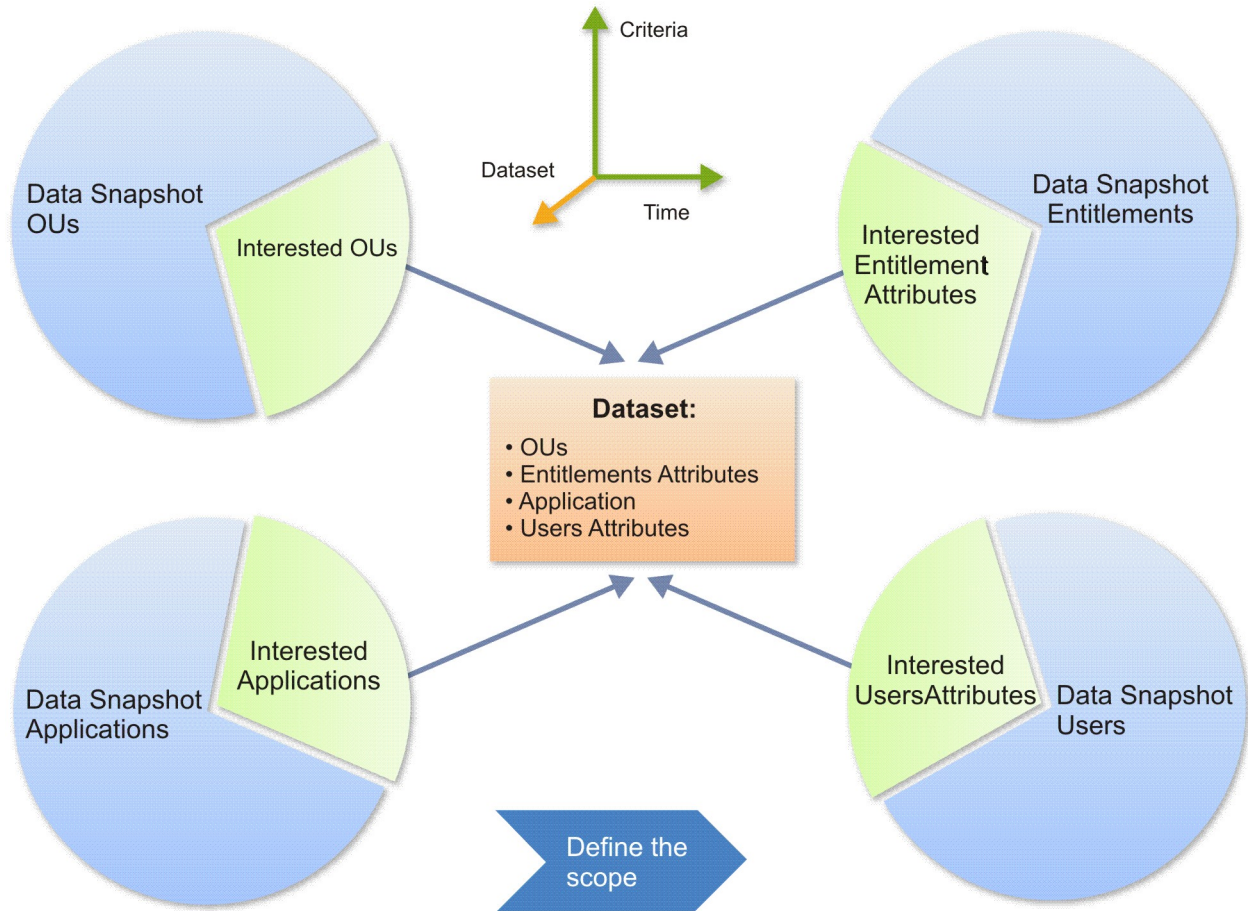 Criteria
Dataset
Time
Data Snapshot
OUs
Interested OUs
Interested
Entitlement
Attributes
Data Snapshot
Entitlements
Dataset:
• OUs
• Entitlements Attributes
• Application
• Users Attributes
Data Snapshot
Applications
Interested
Applications
Interested
UsersAttributes
Data Snapshot
Users
Define the
scope